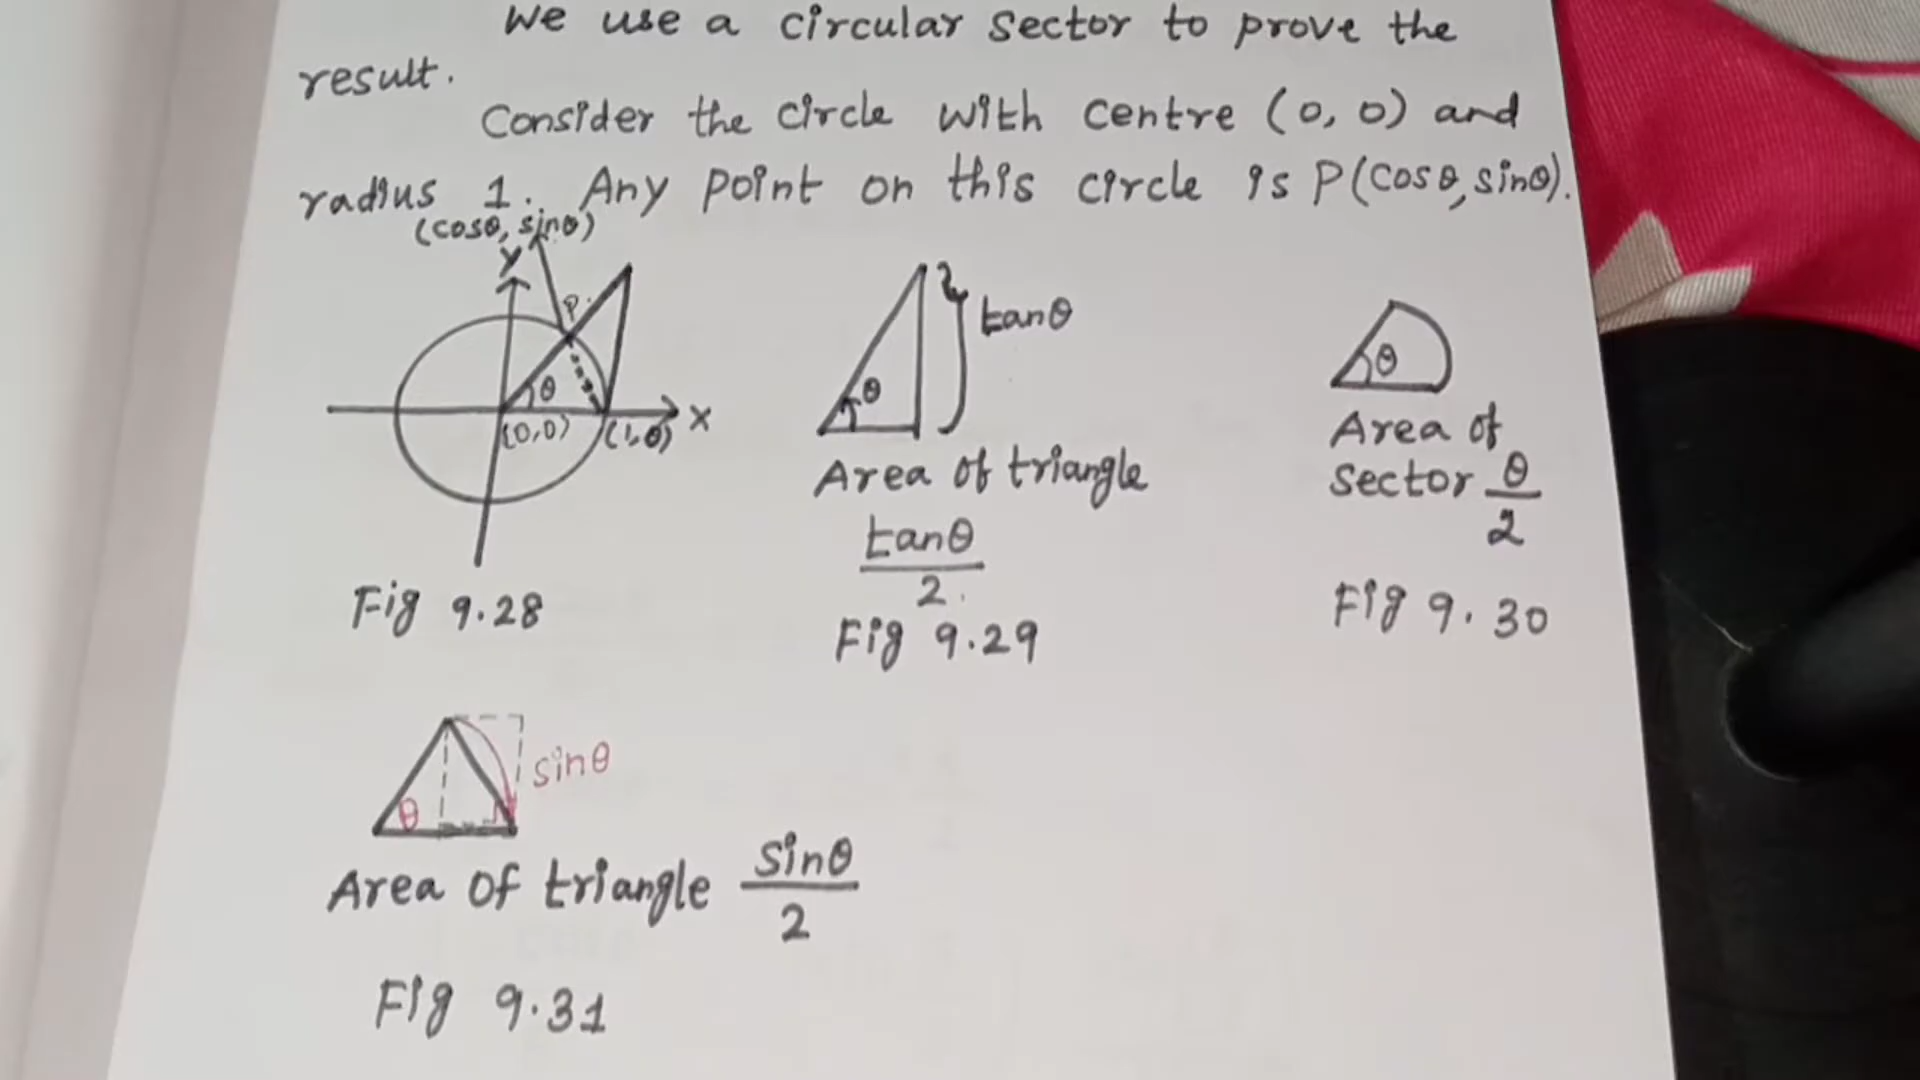 We use a circular sector to prove the
result.
Consider the circle with centre (0, 0) and
radius 1. Any point on this circle is P(cosθ, sinθ).
(cosθ, sinθ)
Y
P
θ
(0,0)
(1,0)
X
Fig 9.28
θ
tanθ
Area of triangle
tanθ
2
Fig 9.29
θ
Area of
sector θ
2
Fig 9.30
θ
sinθ
Area of triangle sinθ
2
Fig 9.31